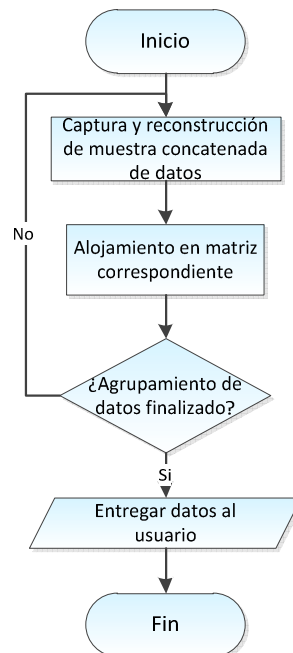 Inicio
Captura y reconstrucción
de muestra concatenada
de datos
No
Alojamiento en matriz
correspondiente
¿Agrupamiento de
datos finalizado?
Si
Entregar datos al
usuario
Fin